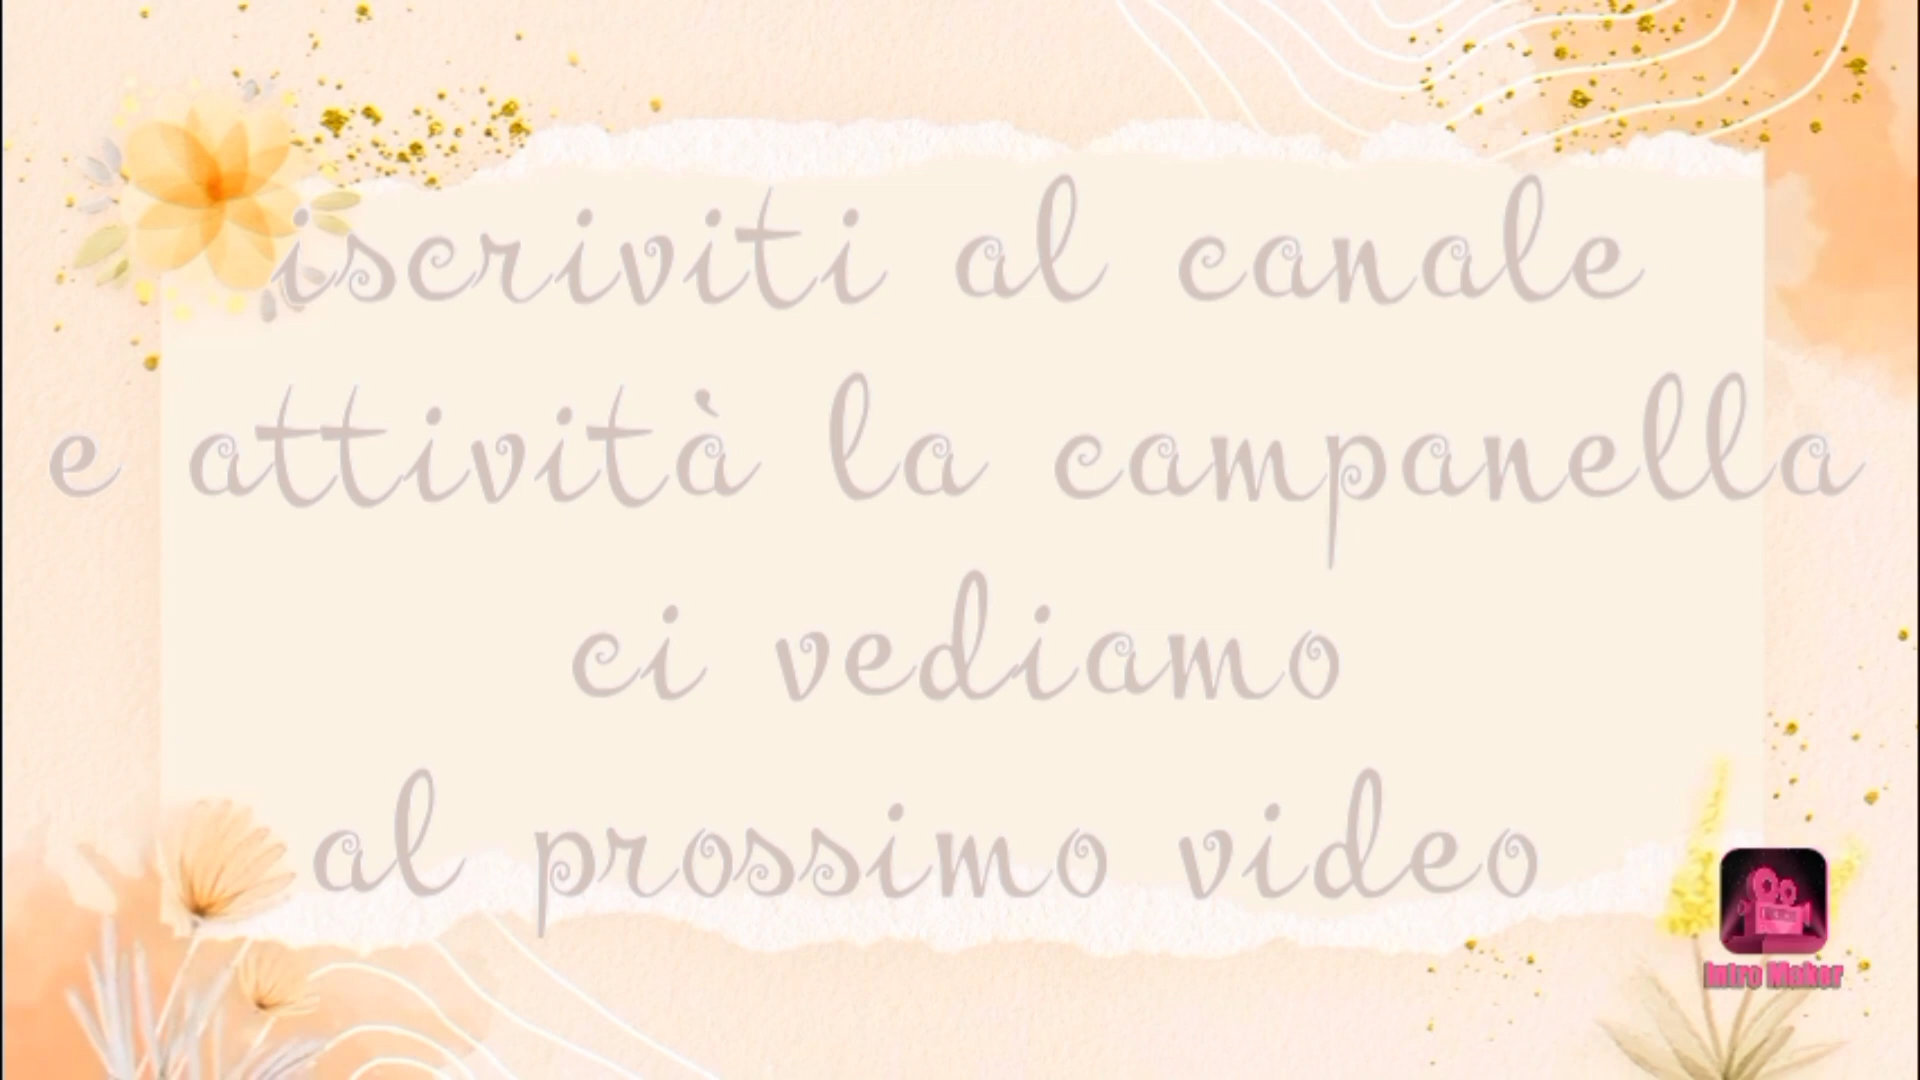 iscriviti al canale
e attività la campanella
ci vediamo
al prossimo video
Intro Maker